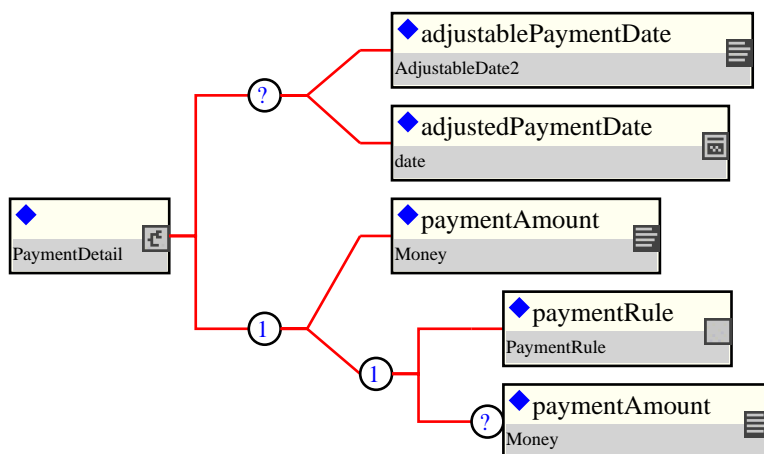 adjustablePaymentDate
AdjustableDate2
?
adjustedPaymentDate
date
PaymentDetail
paymentAmount
Money
1
paymentRule
PaymentRule
1
paymentAmount
?
Money